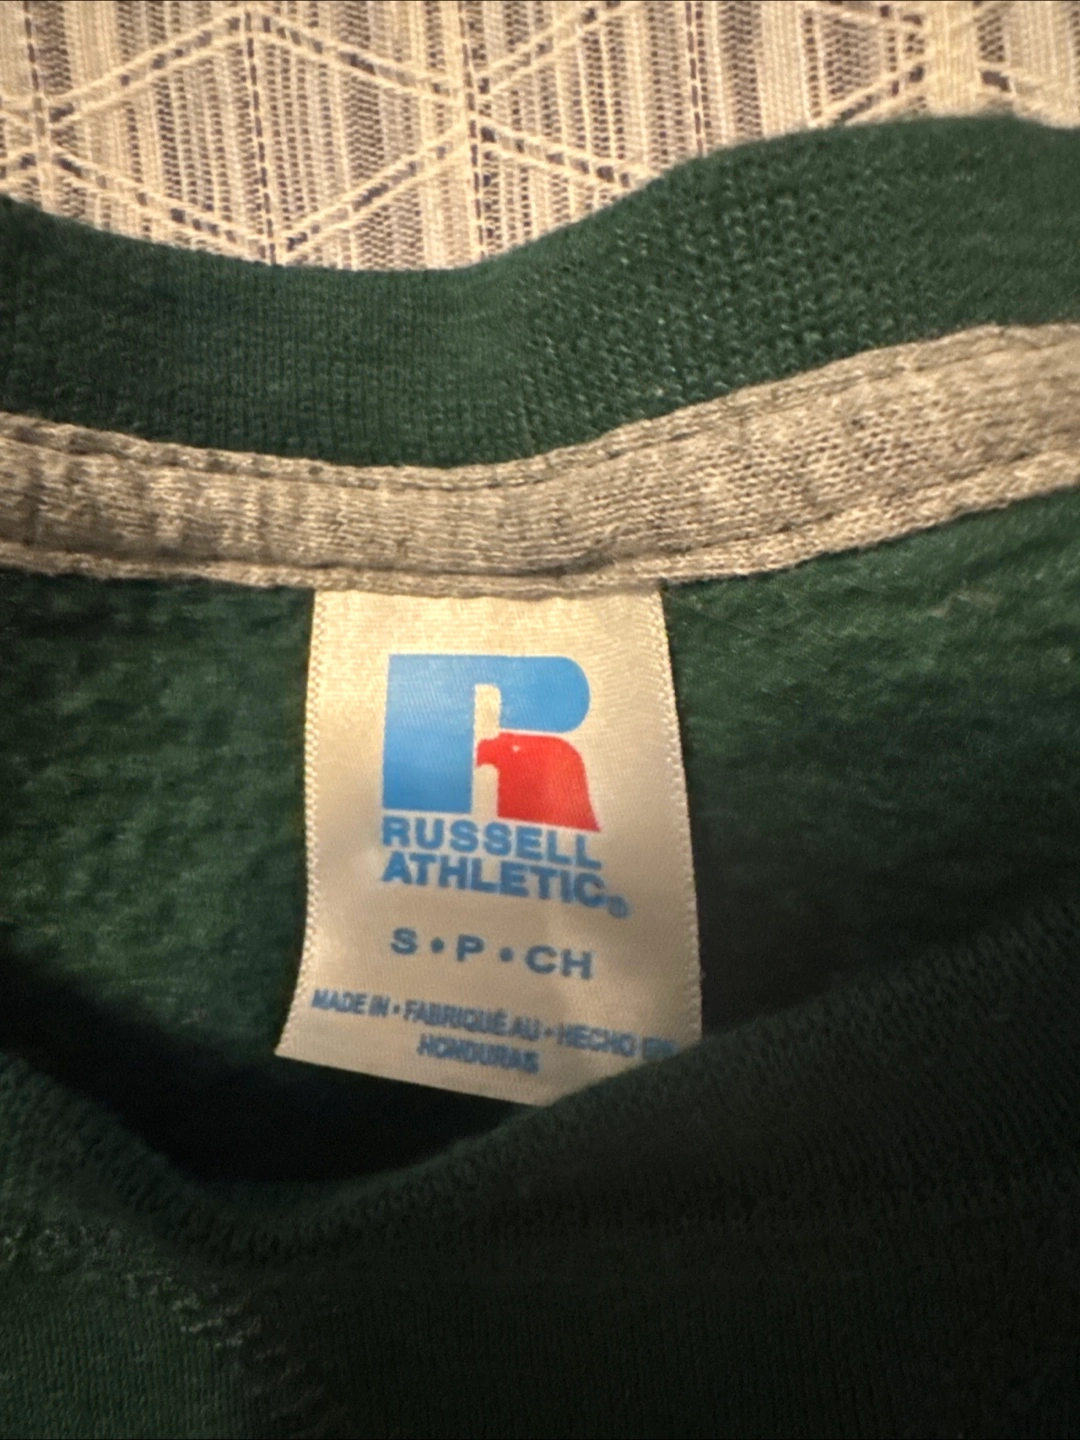 RUSSELL
ATHLETIC®
S • P • CH
MADE IN • FABRIQUÉ AU • HECHO EN
HONDURAS